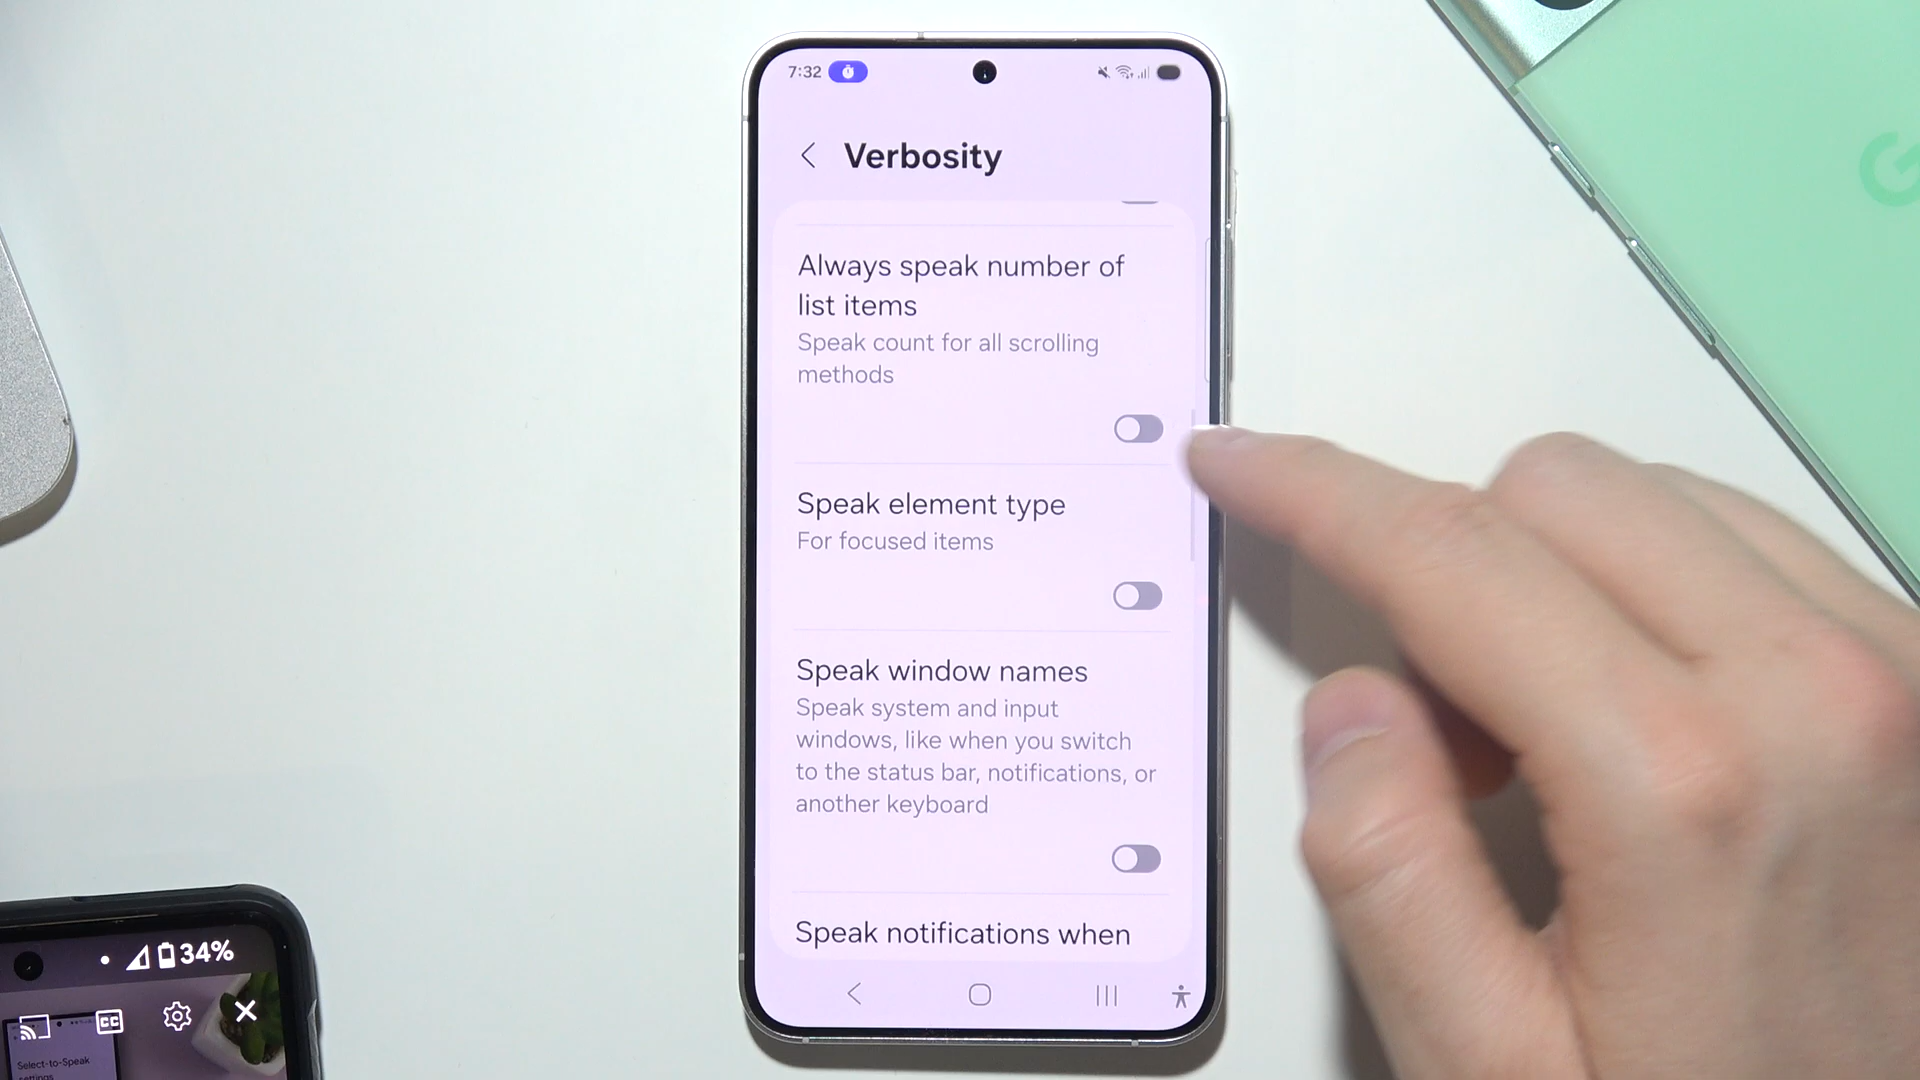 7:32
Verbosity
Always speak number of
list items
Speak count for all scrolling
methods
Speak element type
For focused items
Speak window names
Speak system and input
windows, like when you switch
to the status bar, notifications, or
another keyboard
Speak notifications when
34%
CC
Select-to-Speak
settings
G